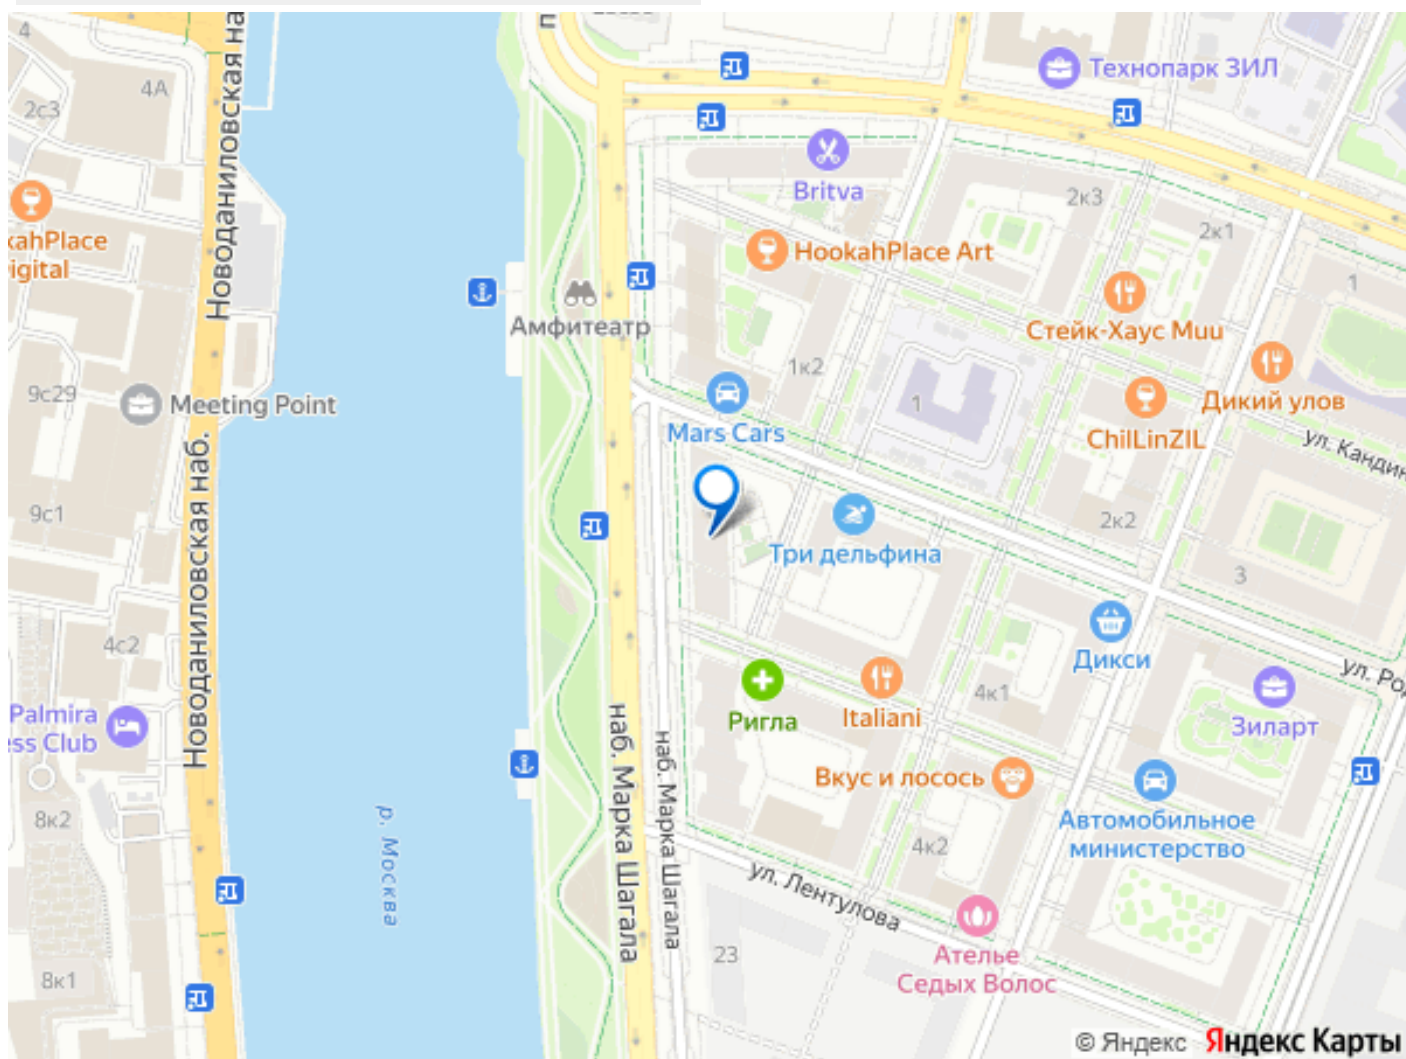 4
4А
2с3
Новоданиловская на
п
Технопарк ЗИЛ
Britva
2к3
2к1
kahPlace
igital
HookahPlace Art
1
Амфитеатр
Стейк-Хаус Muu
1к2
9с29
Meeting Point
1
Дикий улов
Mars Cars
ChilLinZIL
ул. Кандин
Новоданиловская наб.
9с1
2к2
Три дельфина
3
4с2
Дикси
ул. Род
4к1
Palmira
ess Club
Ригла
Italiani
Зиларт
наб. Марка Шагала
наб. Марка Шагала
Вкус и лосось
8к2
р. Москва
Автомобильное
министерство
4к2
ул. Лентулова
23
Ателье
Седых Волос
8к1
© Яндекс Яндекс Карты